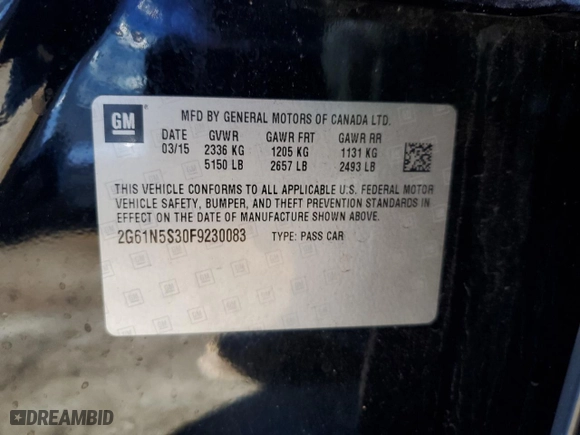 GM
MFD BY GENERAL MOTORS OF CANADA LTD.
DATE GVWR GAWR FRT GAWR RR
03/15 2336 KG 1205 KG 1131 KG
5150 LB 2657 LB 2493 LB
THIS VEHICLE CONFORMS TO ALL APPLICABLE U.S. FEDERAL MOTOR
VEHICLE SAFETY, BUMPER, AND THEFT PREVENTION STANDARDS IN
EFFECT ON THE DATE OF MANUFACTURE SHOWN ABOVE.
2G61N5S30F9230083 TYPE: PASS CAR
DREAMBID